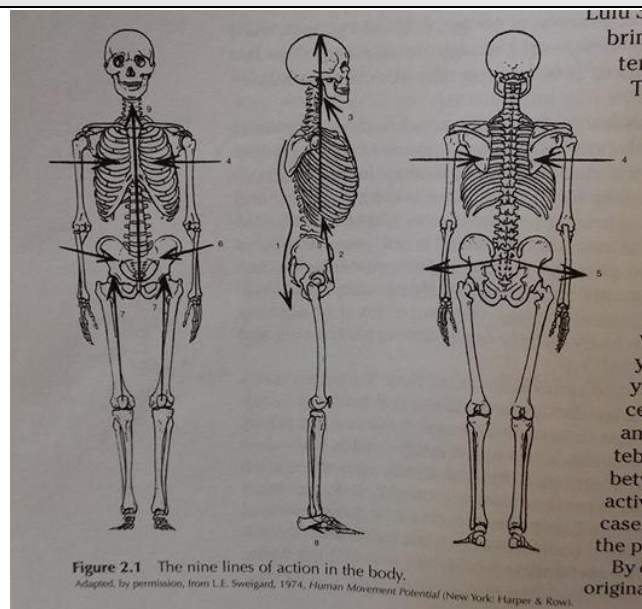 9
4
4
6
7
7
3
1
2
8
4
5
Lulu
brin
ter
T
y
y
ce
an
teb
betv
activ
case
the p
By
origin
Figure 2.1 The nine lines of action in the body.
Adapted, by permission, from L.E. Sweigard, 1974, Human Movement Potential (New York: Harper & Row).